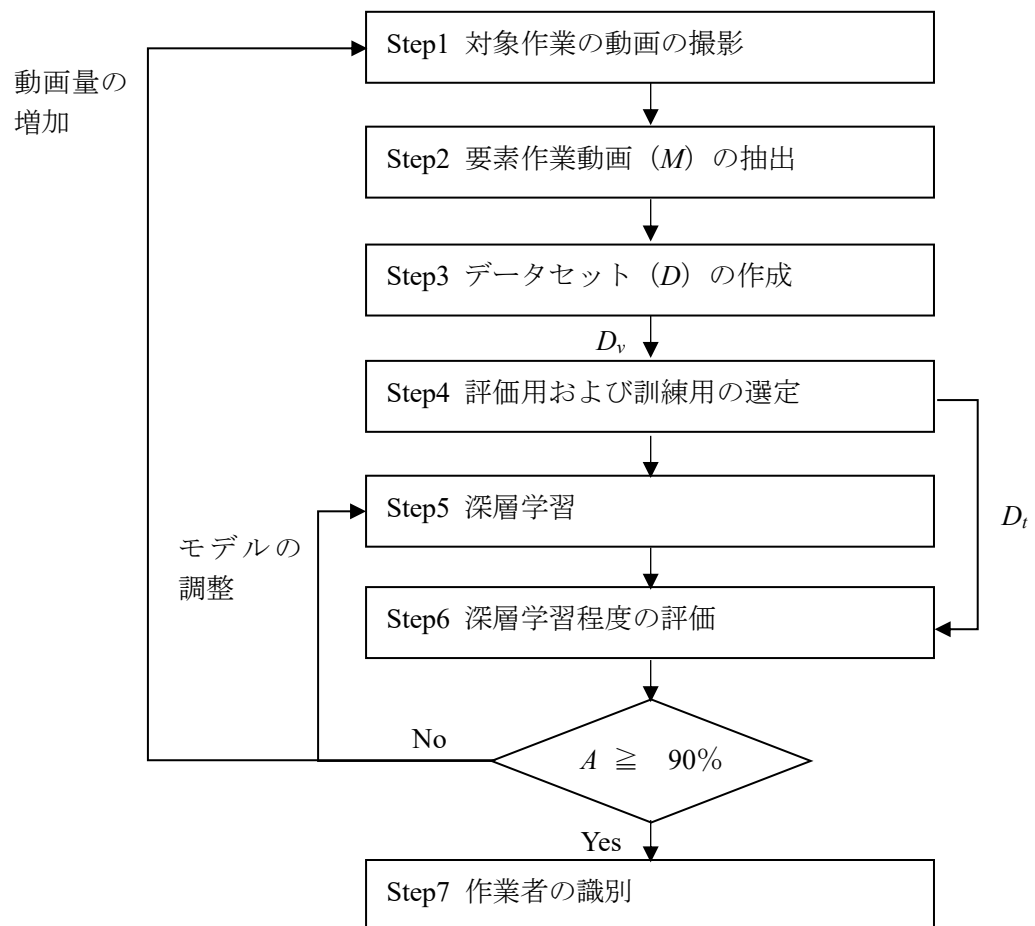 Step1 対象作業の動画の撮影
動画量の
増加
Step2 要素作業動画(M)の抽出
Step3 データセット(D)の作成
Dv
Step4 評価用および訓練用の選定
Step5 深層学習
Dt
モデルの
調整
Step6 深層学習程度の評価
No
A ≧ 90%
Yes
Step7 作業者の識別